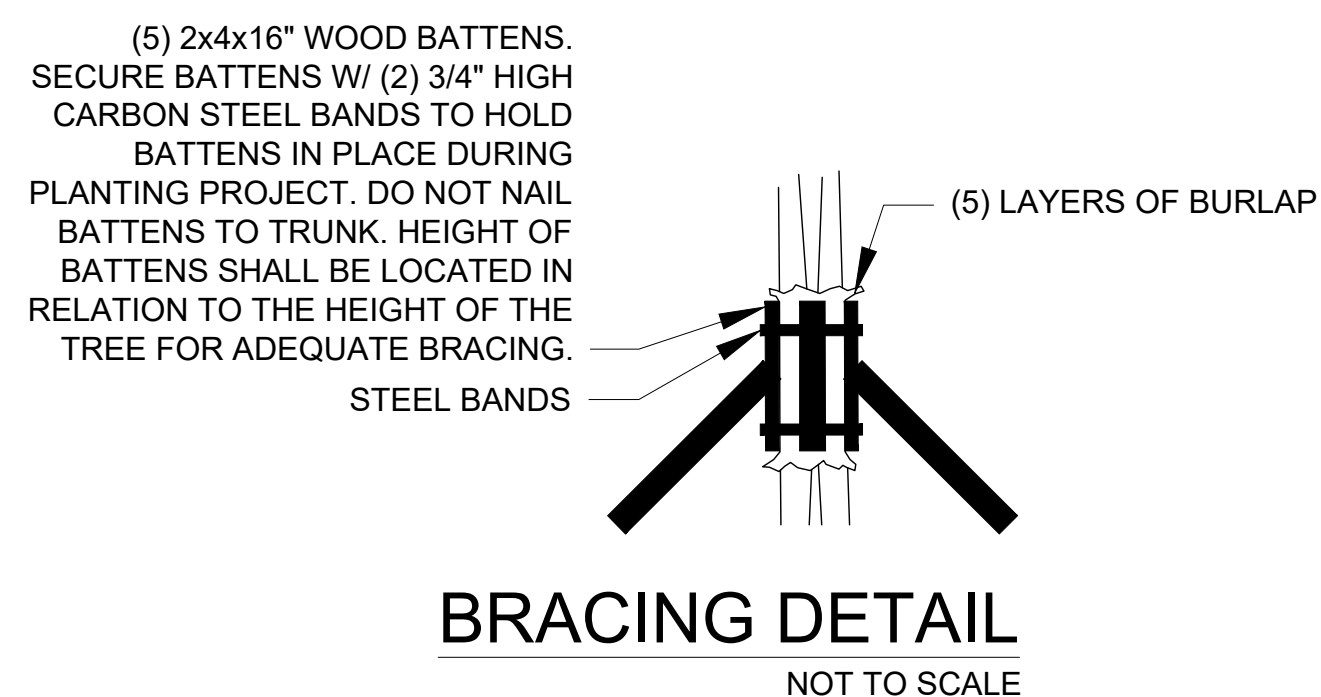 (5) 2x4x16" WOOD BATTENS.
SECURE BATTENS W/ (2) 3/4" HIGH
CARBON STEEL BANDS TO HOLD
BATTENS IN PLACE DURING
PLANTING PROJECT. DO NOT NAIL
BATTENS TO TRUNK. HEIGHT OF
BATTENS SHALL BE LOCATED IN
RELATION TO THE HEIGHT OF THE
TREE FOR ADEQUATE BRACING.
STEEL BANDS
(5) LAYERS OF BURLAP
BRACING DETAIL
NOT TO SCALE